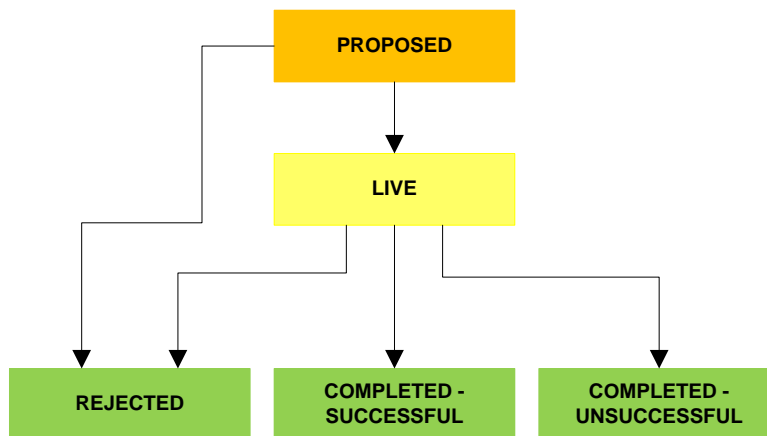 PROPOSED
LIVE
REJECTED
COMPLETED -
SUCCESSFUL
COMPLETED -
UNSUCCESSFUL